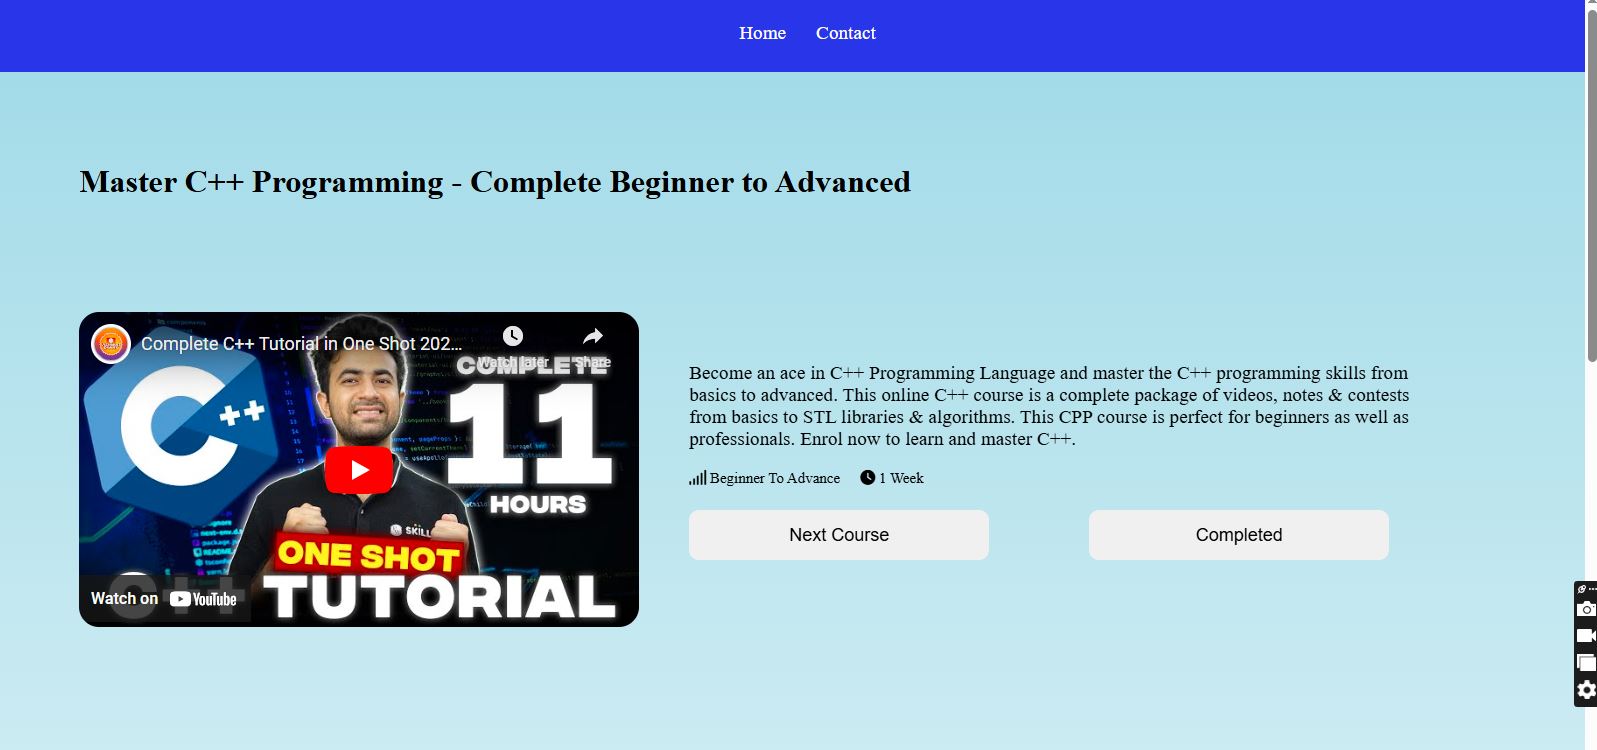 Home Contact
Master C++ Programming - Complete Beginner to Advanced
Complete C++ Tutorial in One Shot 202...
Watch later Share
COMPLETE
C++
11
HOURS
SKILL
ONE SHOT
TUTORIAL
C++
Watch on YouTube
Become an ace in C++ Programming Language and master the C++ programming skills from
basics to advanced. This online C++ course is a complete package of videos, notes & contests
from basics to STL libraries & algorithms. This CPP course is perfect for beginners as well as
professionals. Enrol now to learn and master C++.
Beginner To Advance 1 Week
Next Course Completed